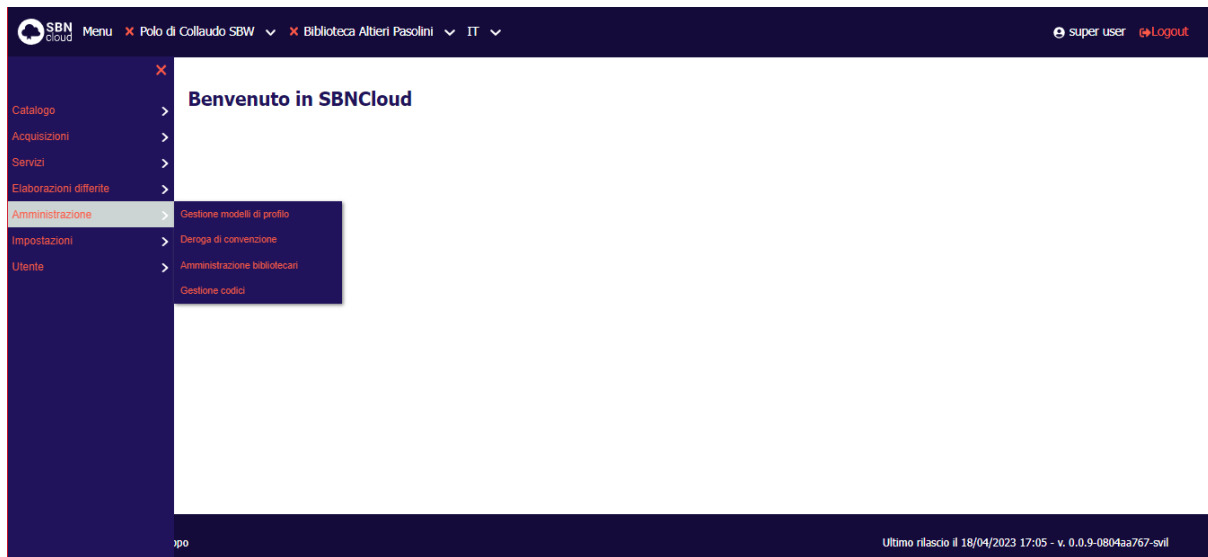 SBN cloud Menu × Polo di Collaudo SBW Biblioteca Altieri Pasolini IT super user Logout
Benvenuto in SBNCloud
Catalogo
Acquisizioni
Servizi
Elaborazioni differite
Amministrazione
Impostazioni
Utente
Gestione modelli di profilo
Deroga di convenzione
Amministrazione bibliotecari
Gestione codici
ppo
Ultimo rilascio il 18/04/2023 17:05 - v. 0.0.9-0804aa767-svil